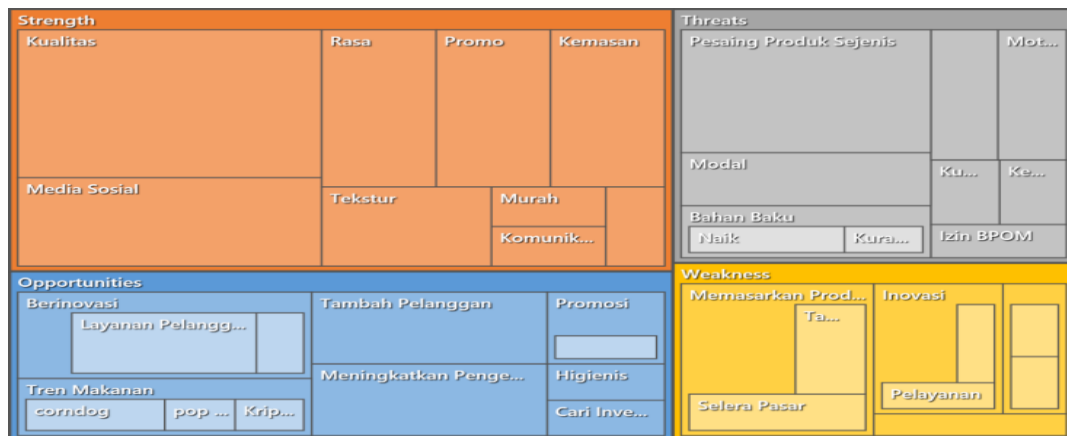 Strength
Kualitas
Rasa
Promo
Kemasan
Media Sosial
Tekstur
Murah
Komunik...
Threats
Pesaing Produk Sejenis
Mot...
Modal
Ku...
Ke...
Bahan Baku
Naik
Kura...
Izin BPOM
Opportunities
Berinovasi
Layanan Pelangg...
Tambah Pelanggan
Promosi
Tren Makanan
corndog
pop ...
Krip...
Meningkatkan Penge...
Higienis
Cari Inve...
Weakness
Memasarkan Prod...
Ta...
Selera Pasar
Inovasi
Pelayanan